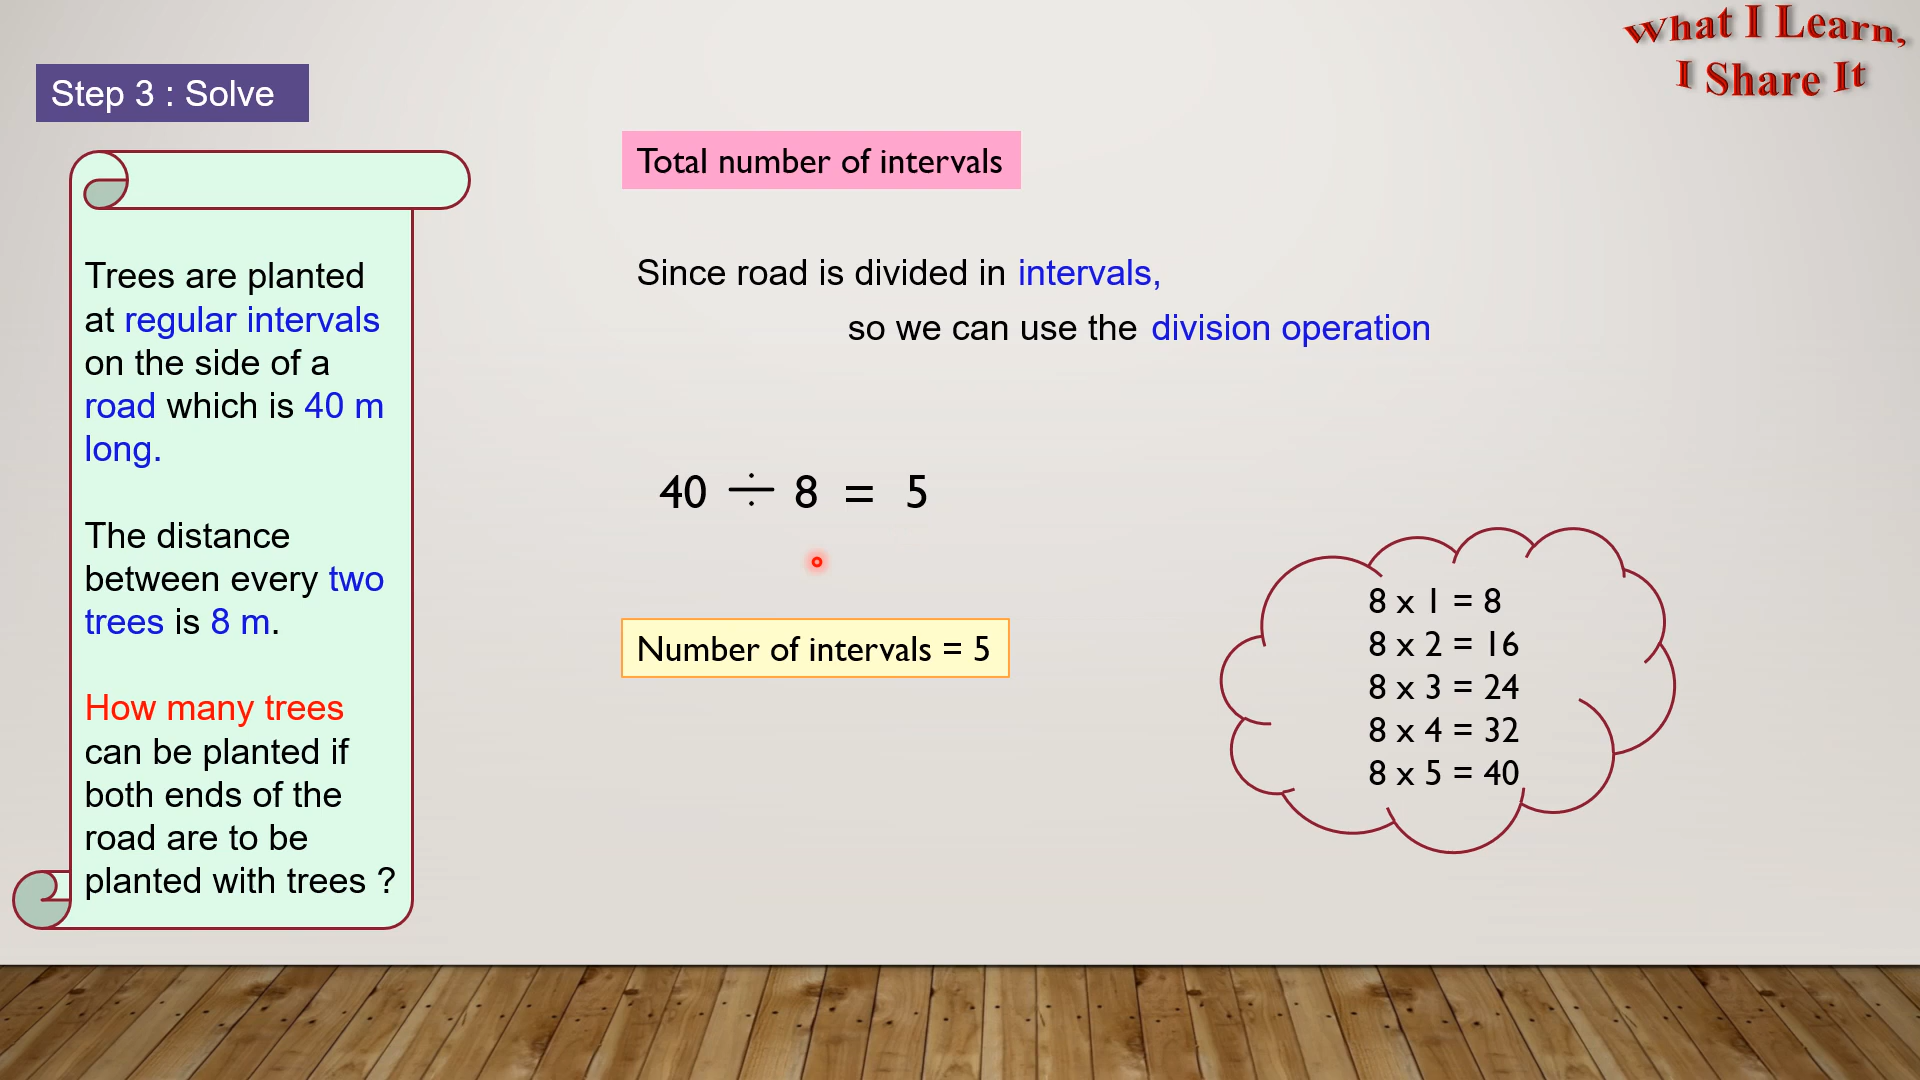 What I Learn,
I Share It
Step 3 : Solve
Trees are planted
at regular intervals
on the side of a
road which is 40 m
long.
The distance
between every two
trees is 8 m.
How many trees
can be planted if
both ends of the
road are to be
planted with trees ?
Total number of intervals
Since road is divided in intervals,
so we can use the division operation
40 ÷ 8 = 5
Number of intervals = 5
8 x 1 = 8
8 x 2 = 16
8 x 3 = 24
8 x 4 = 32
8 x 5 = 40